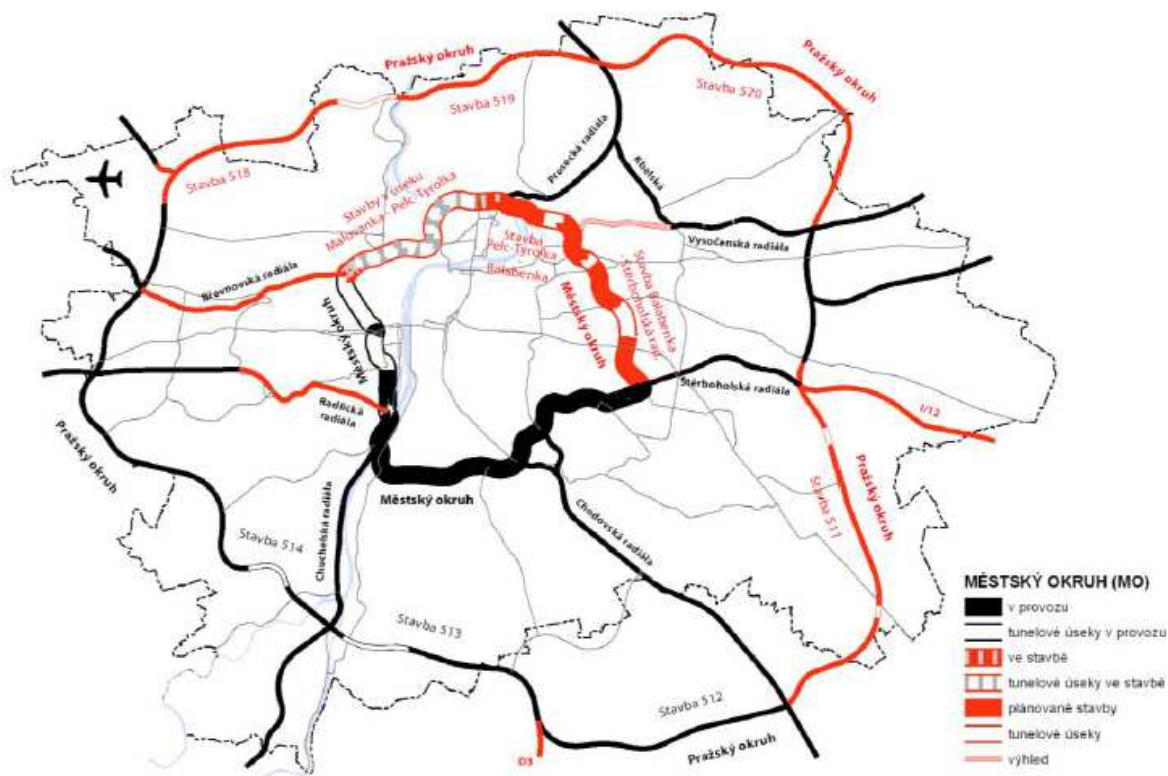 Pražský okruh
Pražský okruh
Stavba 519
Stavba 520
Prosecká radiála
Kbelská
Stavba 518
Stavby v úseku
Malovanka - Pelc-Tyrolka
Stavba
Pelc-Tyrolka
Balabenka
Vysočanská radiála
Stavba Balabenka
- Štěrboholská rad.
Břevnovská radiála
Městský okruh
Městský okruh
Štěrboholská radiála
Radlická
radiála
I/12
Pražský okruh
Pražský okruh
Městský okruh
Stavba 511
Chuchelská radiála
Chodovská radiála
Stavba 514
Stavba 513
Stavba 512
Pražský okruh
D3
MĚSTSKÝ OKRUH (MO)
v provozu
tunelové úseky v provozu
ve stavbě
tunelové úseky ve stavbě
plánované stavby
tunelové úseky
výhled